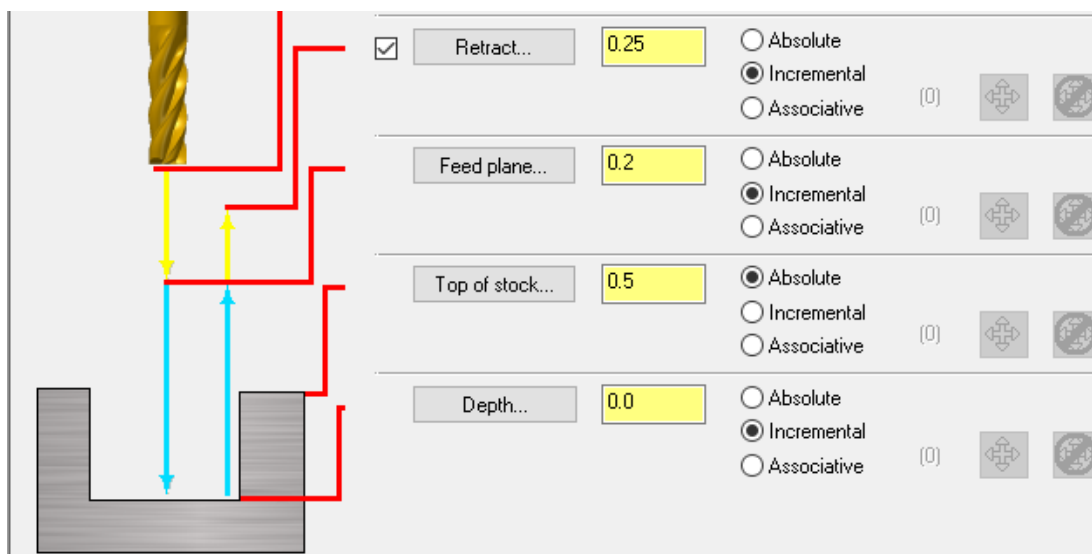 Retract...
0.25
Absolute
Incremental
Associative
(0)
Feed plane...
0.2
Absolute
Incremental
Associative
(0)
Top of stock...
0.5
Absolute
Incremental
Associative
(0)
Depth...
0.0
Absolute
Incremental
Associative
(0)